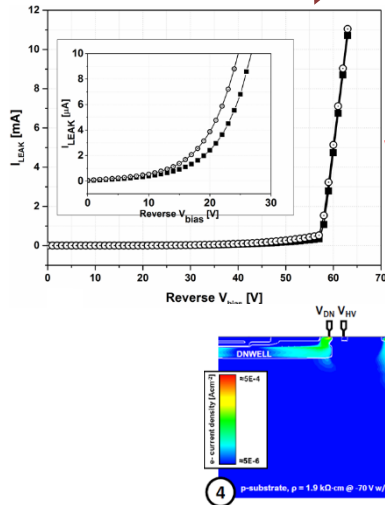 12
10
8
6
4
2
0
I_LEAK [mA]
10
8
6
4
2
0
I_LEAK [µA]
0 10 20 30
Reverse V_bias [V]
0 10 20 30 40 50 60 70
Reverse V_bias [V]
V_DN V_HV
DNWELL
e- current density [Acm⁻²]
≈5E-4
≈5E-6
4
p-substrate, ρ = 1.9 kΩ·cm @ -70 V w/